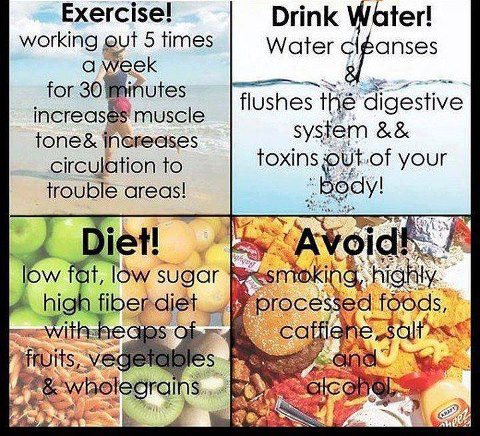 Exercise!
working out 5 times
a week
for 30 minutes
increases muscle
tone& increases
circulation to
trouble areas!
Drink Water!
Water cleanses
&
flushes the digestive
system &&
toxins out of your
body!
Diet!
low fat, low sugar
high fiber diet
with heaps of
fruits, vegetables
& wholegrains
Avoid!
smoking, highly
processed foods,
caffiene, salt
and
alcohol.
KRAFT
Cheez